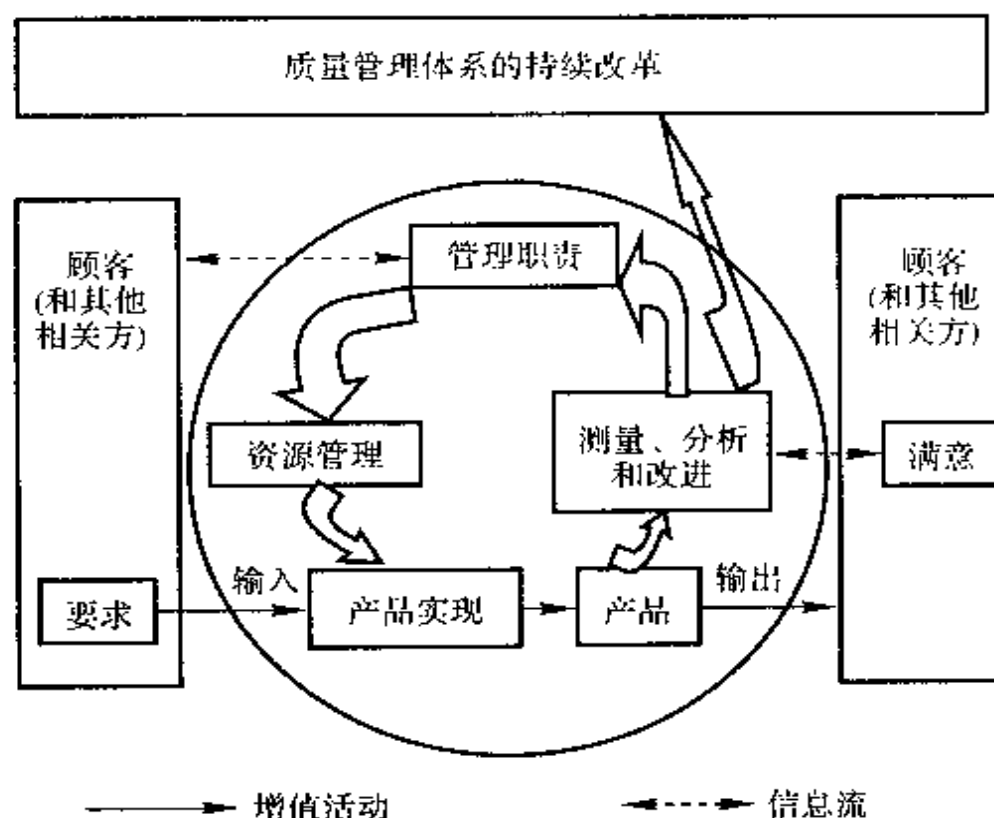 质量管理体系的持续改革
顾客
(和其他
相关方)
管理职责
顾客
(和其他
相关方)
资源管理
测量、分析
和改进
满意
要求
输入
产品实现
产品
输出
增值活动
信息流